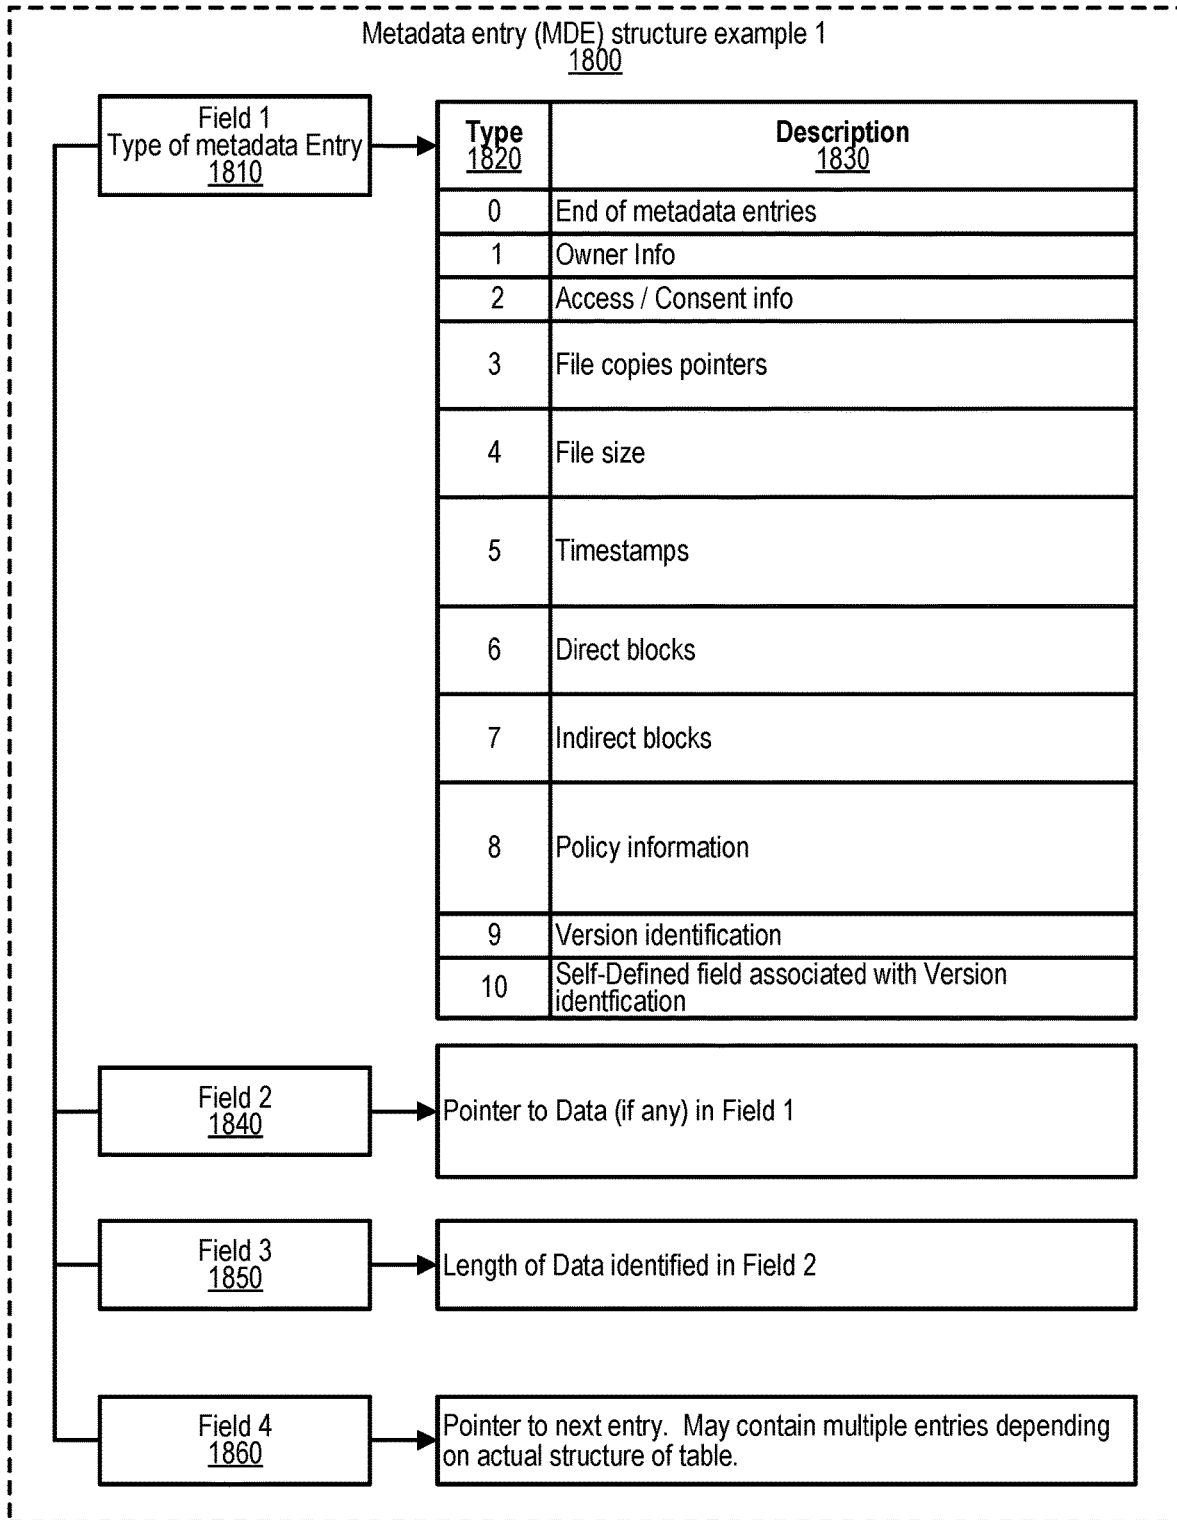 Metadata entry (MDE) structure example 1
1800
Field 1
Type of metadata Entry
1810
Type
1820
Description
1830
0 End of metadata entries
1 Owner Info
2 Access / Consent info
3 File copies pointers
4 File size
5 Timestamps
6 Direct blocks
7 Indirect blocks
8 Policy information
9 Version identification
10 Self-Defined field associated with Version
identfication
Field 2
1840
Pointer to Data (if any) in Field 1
Field 3
1850
Length of Data identified in Field 2
Field 4
1860
Pointer to next entry. May contain multiple entries depending
on actual structure of table.